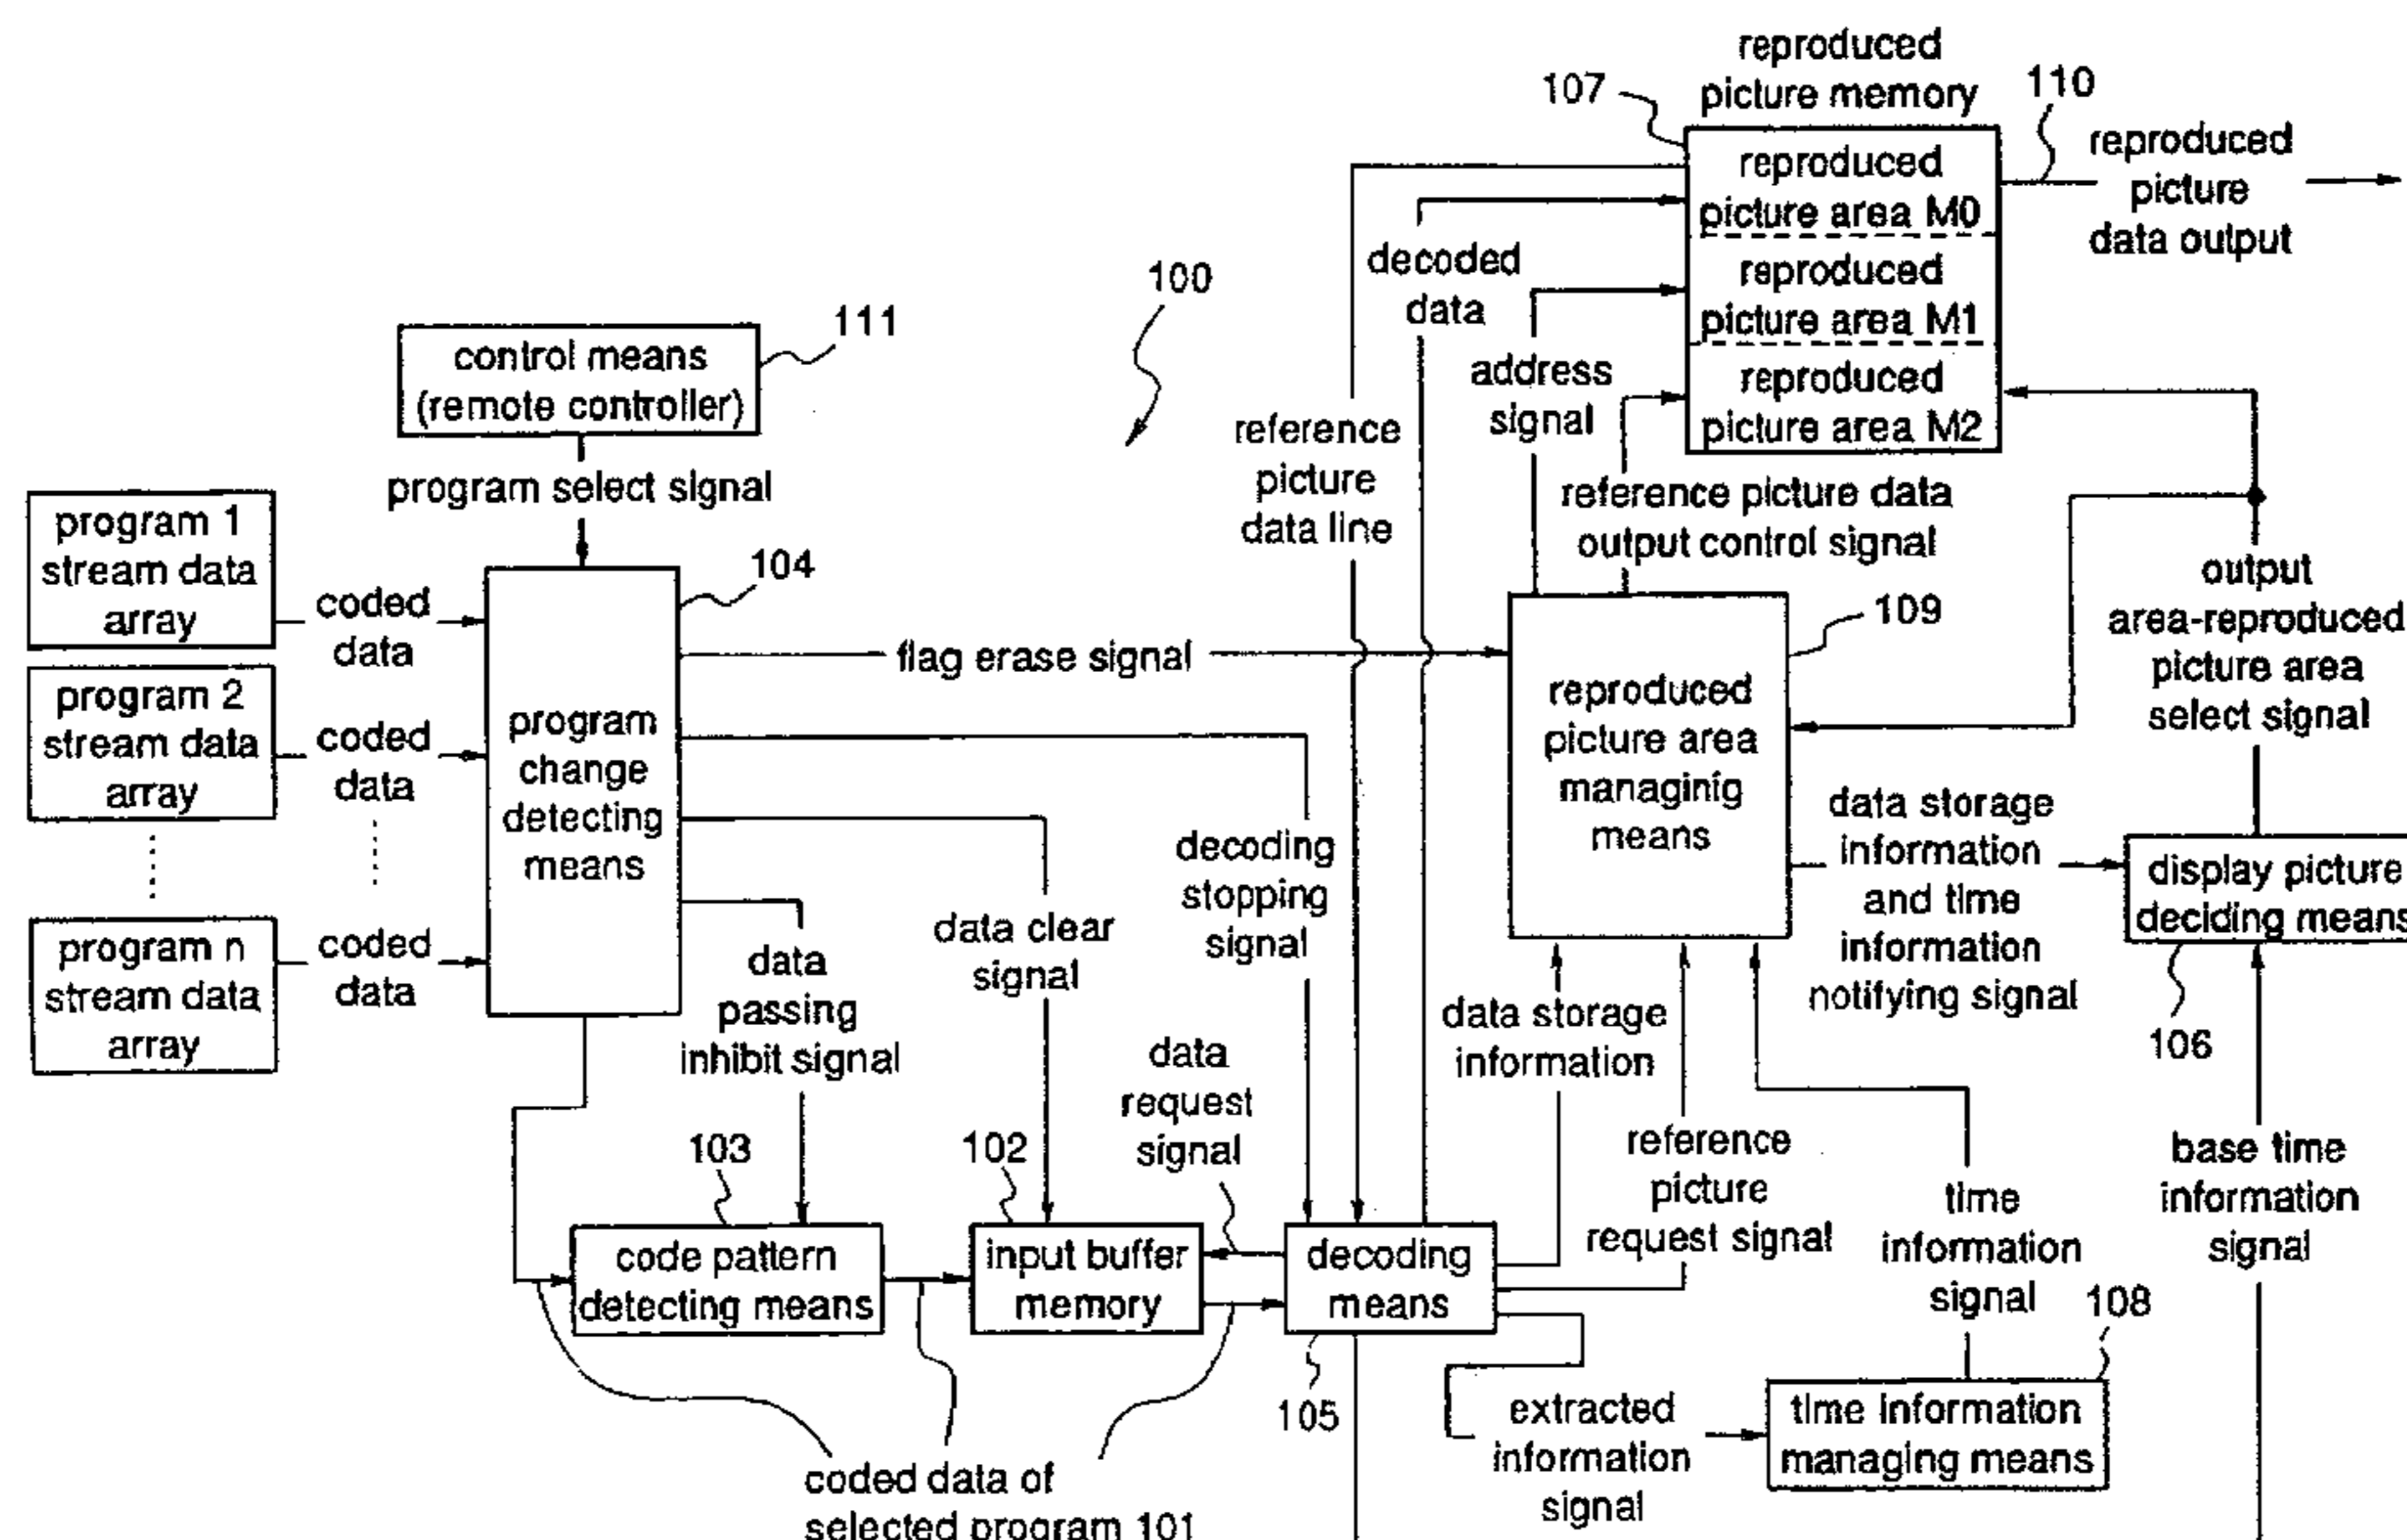 reproduced
picture memory
107
110
reproduced
picture area M0
reproduced
picture area M1
reproduced
picture area M2
reproduced
picture
data output
decoded
data
address
signal
reference
picture
data line
reference picture data
output control signal
100
control means
(remote controller)
111
program select signal
program 1
stream data
array
coded
data
program 2
stream data
array
coded
data
program n
stream data
array
coded
data
104
program
change
detecting
means
flag erase signal
decoding
stopping
signal
data clear
signal
data
passing
inhibit signal
109
reproduced
picture area
managinfg
means
output
area-reproduced
picture area
select signal
data storage
information
and time
information
notifying signal
display picture
deciding means
106
data storage
information
data
request
signal
reference
picture
request signal
time
information
signal
base time
information
signal
103
code pattern
detecting means
102
input buffer
memory
decoding
means
105
extracted
information
signal
108
time information
managing means
coded data of
selected program 101